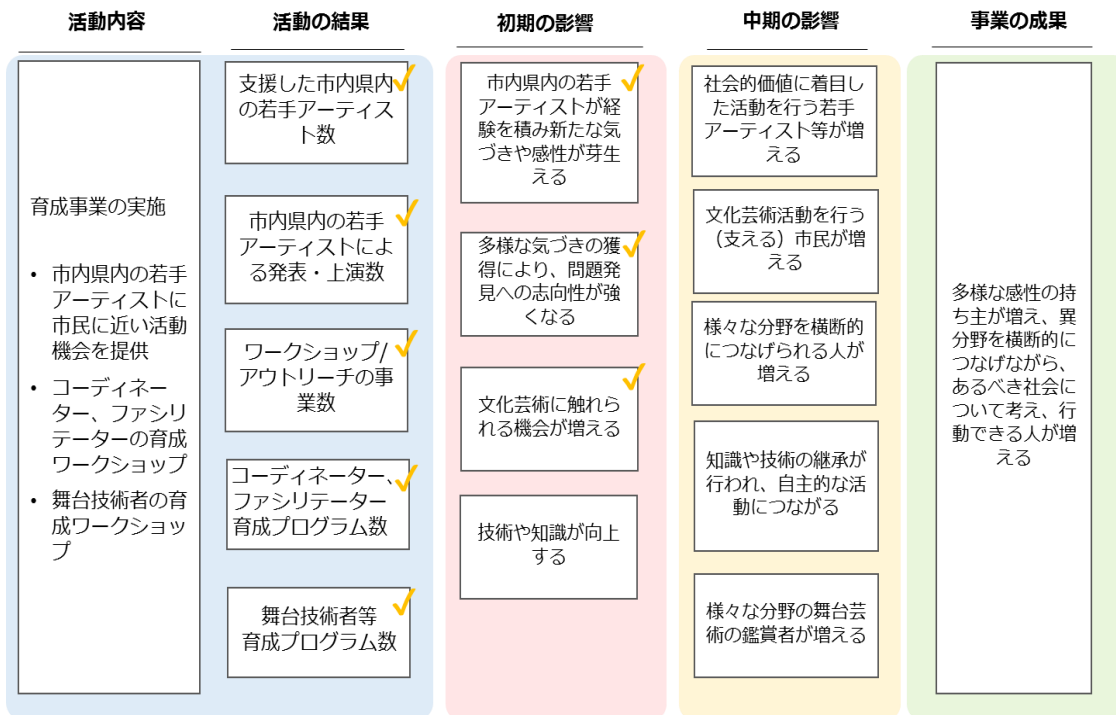 活動内容
活動の結果
初期の影響
中期の影響
事業の成果
育成事業の実施
• 市内県内の若手
アーティストに
市民に近い活動
機会を提供
• コーディネー
ター、ファシリ
テーターの育成
ワークショップ
• 舞台技術者の育
成ワークショッ
プ
支援した市内県内
の若手アーティス
ト数
市内県内の若手
アーティストによ
る発表・上演数
ワークショップ/
アウトリーチの事
業数
コーディネーター、
ファシリテーター
育成プログラム数
舞台技術者等
育成プログラム数
市内県内の若手
アーティストが経
験を積み新たな気
づきや感性が芽生
える
多様な気づきの獲
得により、問題発
見への志向性が強
くなる
文化芸術に触れら
れる機会が増える
技術や知識が向上
する
社会的価値に着目
した活動を行う若手
アーティスト等が増
える
文化芸術活動を行う
（支える）市民が増
える
様々な分野を横断的
につなげられる人が
増える
知識や技術の継承が
行われ、自主的な活
動につながる
様々な分野の舞台芸
術の鑑賞者が増える
多様な感性の持
ち主が増え、異
分野を横断的に
つなげながら、
あるべき社会に
ついて考え、行
動できる人が増
える